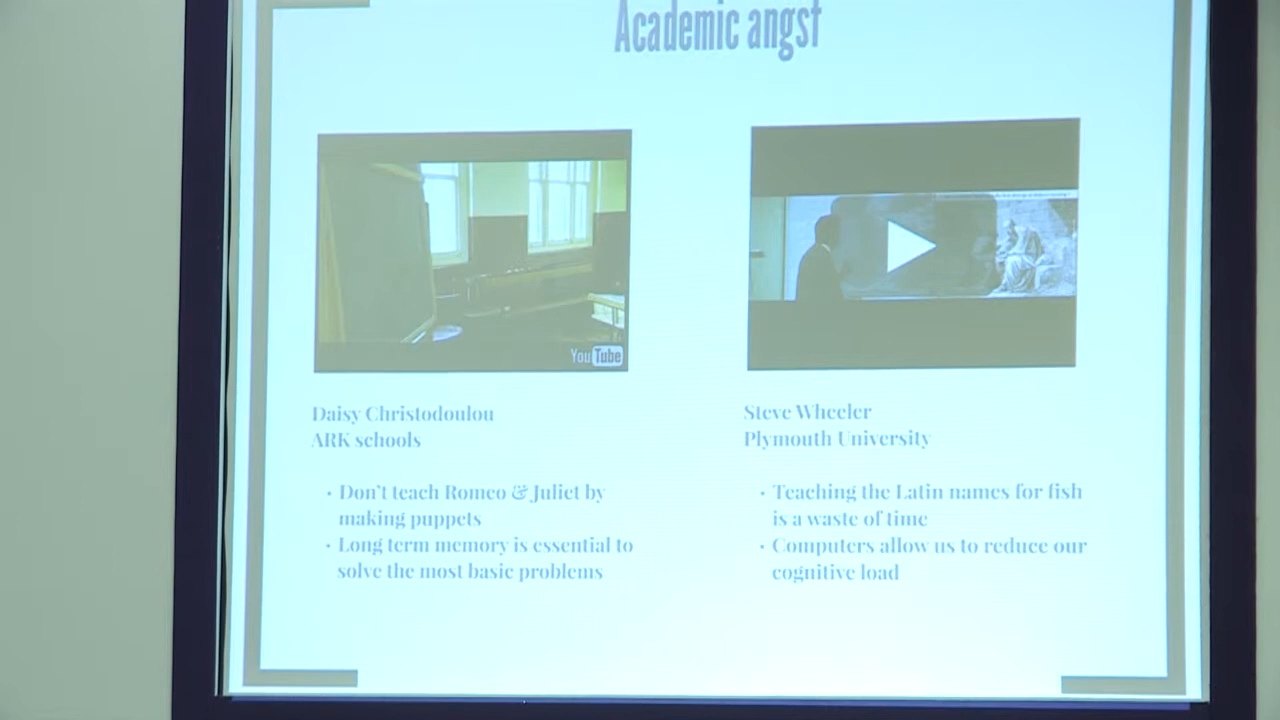 Academic angst
YouTube
Daisy Christodoulou
ARK schools
• Don't teach Romeo & Juliet by
making puppets
• Long term memory is essential to
solve the most basic problems
Steve Wheeler
Plymouth University
• Teaching the Latin names for fish
is a waste of time
• Computers allow us to reduce our
cognitive load